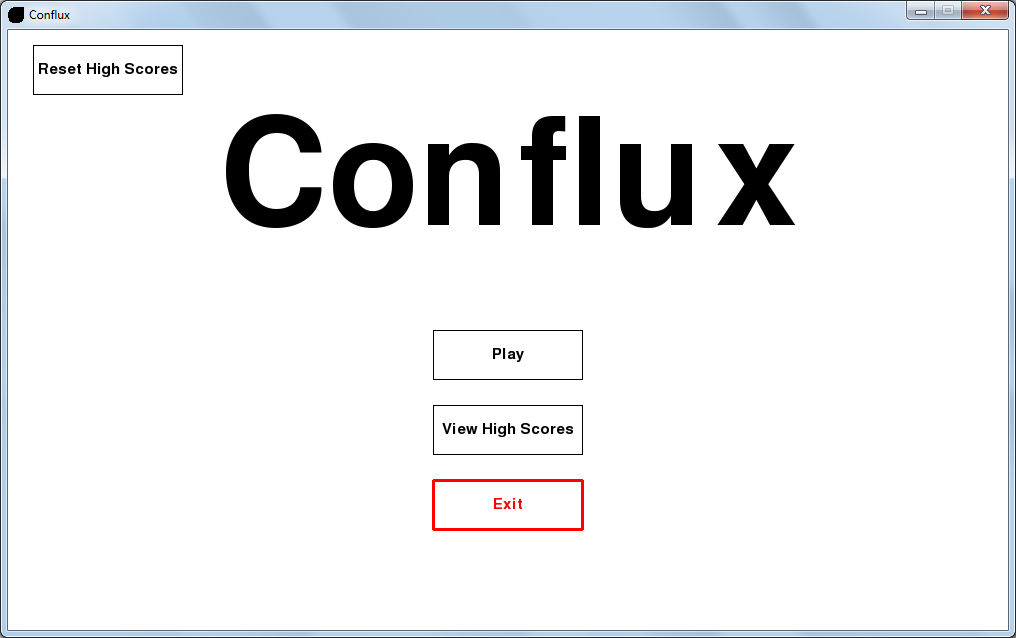 Conflux
Reset High Scores
Conflux
Play
View High Scores
Exit